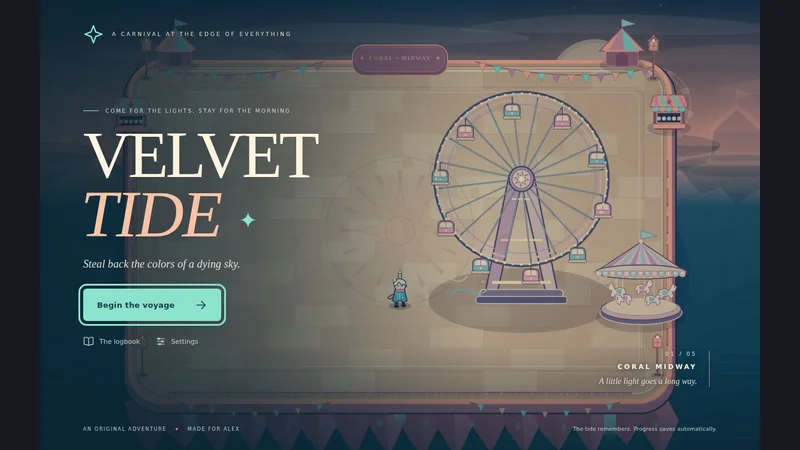 A CARNIVAL AT THE EDGE OF EVERYTHING
✦ CORAL • MIDWAY ✦
COME FOR THE LIGHTS. STAY FOR THE MORNING.
VELVET
TIDE
Steal back the colors of a dying sky.
Begin the voyage
The logbook
Settings
01 / 05
CORAL MIDWAY
A little light goes a long way.
AN ORIGINAL ADVENTURE ✦ MADE FOR ALEX
The tide remembers. Progress saves automatically.